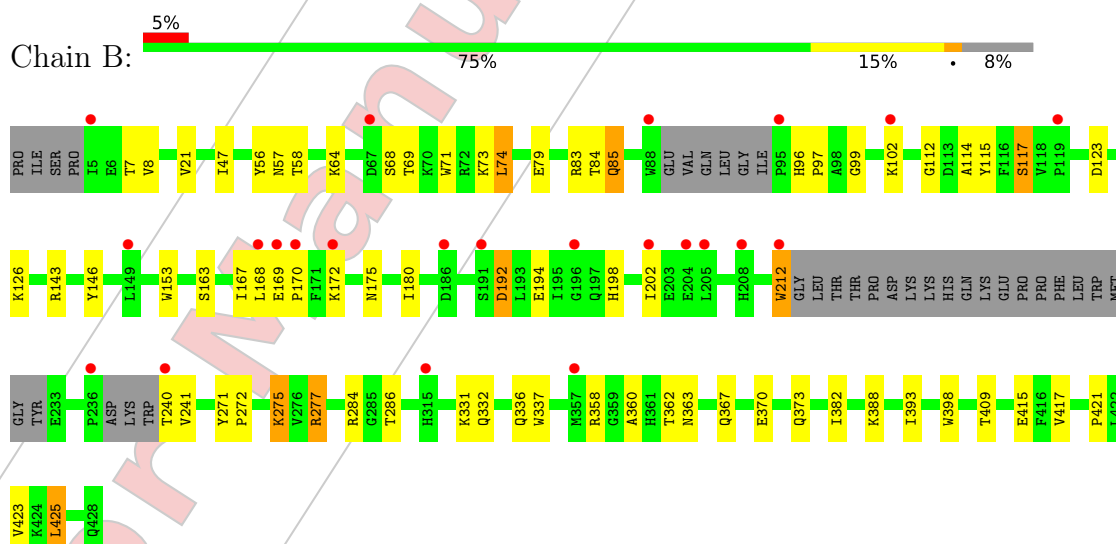 5%
Chain B:
75% 15% • 8%
PRO ILE SER PRO I5 E6 T7 V8 V21 I47 Y56 N57 T58 K64 D67 S68 T69 K70 W71 R72 K73 L74 E79 R83 T84 Q85 W88 GLU VAL GLN LEU GLY ILE P95 H96 P97 A98 G99 K102 G112 D113 A114 Y115 F116 S117 V118 P119 D123
K126 R143 Y146 L149 W153 S163 I167 L168 E169 P170 F171 K172 N175 I180 D186 S191 D192 L193 E194 I195 G196 Q197 H198 I202 E203 E204 L205 H208 W212 GLY LEU THR THR PRO ASP LYS LYS HIS GLN LYS GLU PRO PRO PHE LEU TRP MET
GLY TYR E233 P236 ASP LYS TRP T240 V241 Y271 P272 K275 V276 R277 R284 G285 T286 H315 K331 Q332 Q336 W337 M357 R358 G359 A360 H361 T362 N363 Q367 E370 Q373 I382 K388 I393 W398 T409 E415 F416 V417 P421 L422
V423 K424 L425 Q428
or Manu